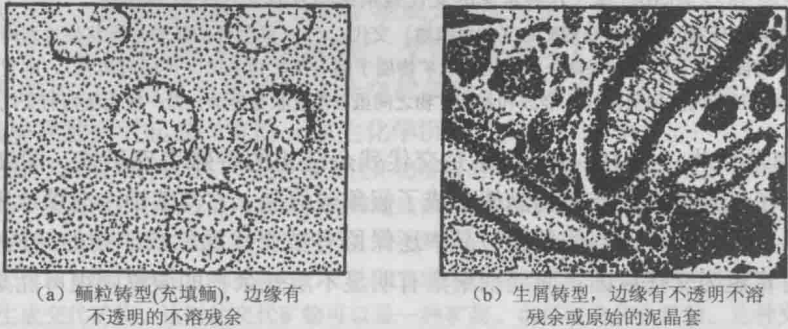 (a) 鲕粒铸型(充填鲕)，边缘有
不透明的不溶残余
(b) 生屑铸型，边缘有不透明不溶
残余或原始的泥晶套